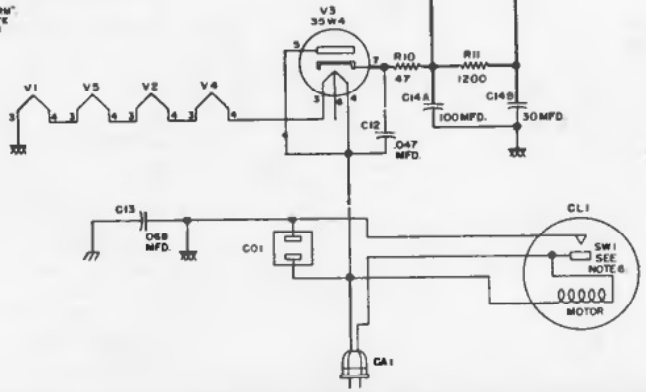 V3
35W4
5
7
R10
47
R11
1200
V1
V5
V2
V4
3
4
3
4
3
4
3
4
3
6
4
C12
.047
MFD.
C14A
100MFD.
C14B
30MFD.
C13
.068
MFD.
CO1
CL1
SW1
SEE
NOTE 6.
MOTOR
CA1